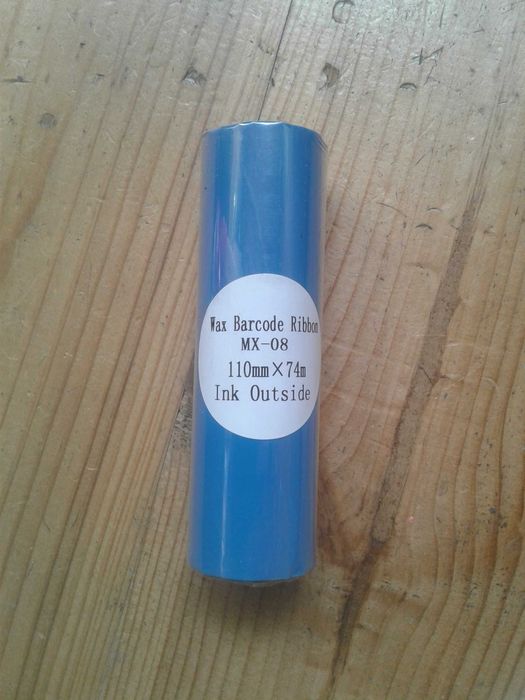 Wax Barcode Ribbon
MX-08
110mm×74m
Ink Outside